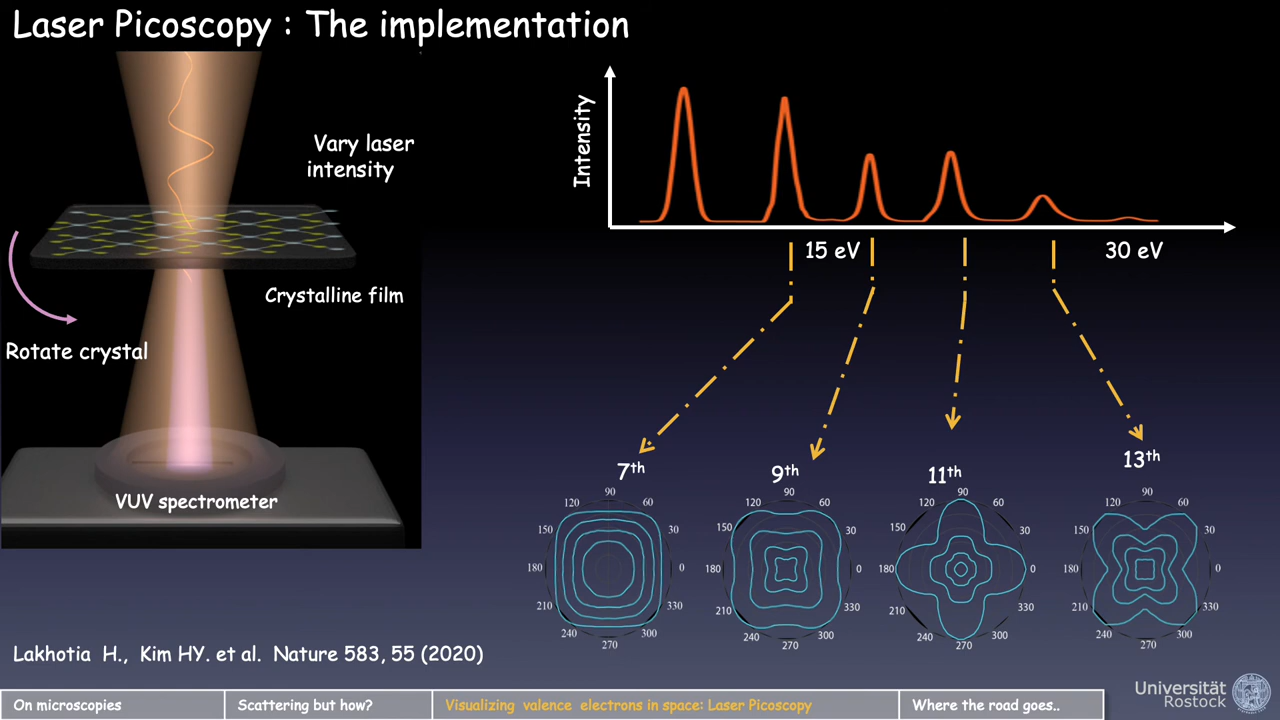 Laser Picoscopy : The implementation
Vary laser
intensity
Crystalline film
Rotate crystal
VUV spectrometer
Intensity
15 eV
30 eV
7th
9th
11th
13th
90
120 60
150 30
180 0
210 330
240 300
270
90
120 60
150 30
180 0
210 330
240 300
270
90
120 60
150 30
180 0
210 330
240 300
270
90
120 60
150 30
180 0
210 330
240 300
270
Lakhotia H., Kim HY. et al. Nature 583, 55 (2020)
On microscopies
Scattering but how?
Visualizing valence electrons in space: Laser Picoscopy
Where the road goes..
Universität
Rostock